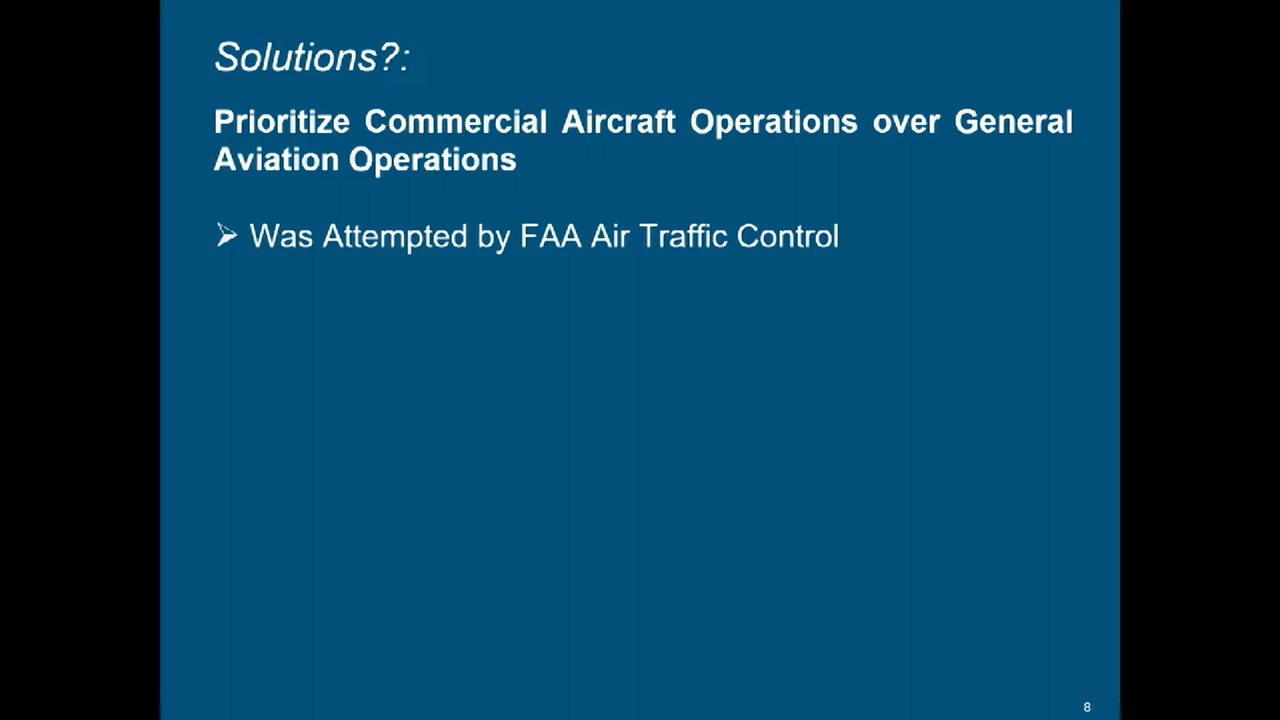 Solutions?:
Prioritize Commercial Aircraft Operations over General
Aviation Operations
➢ Was Attempted by FAA Air Traffic Control
8